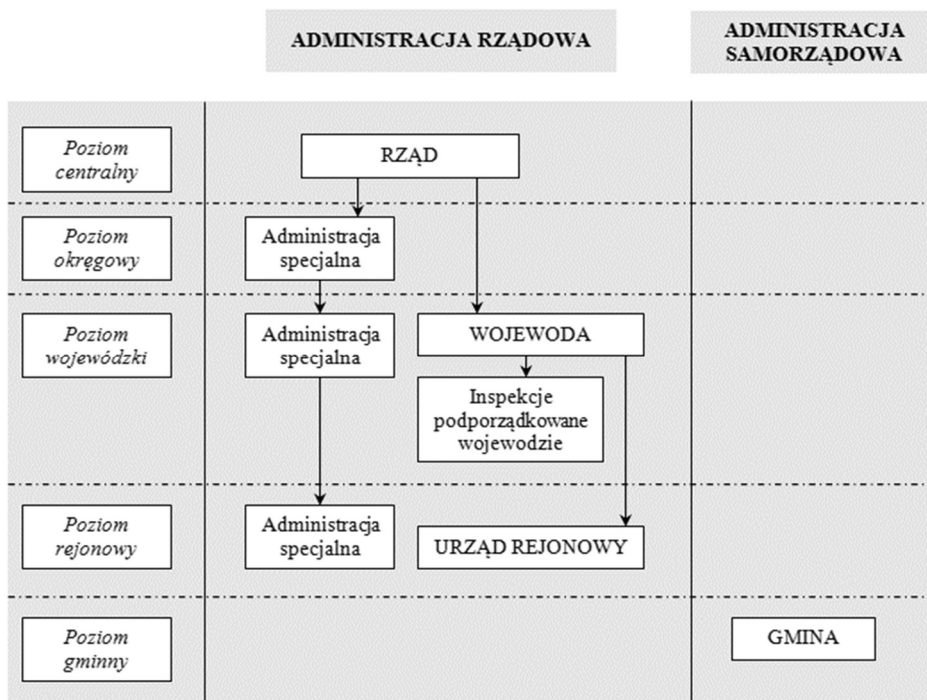 ADMINISTRACJA RZĄDOWA
ADMINISTRACJA
SAMORZĄDOWA
Poziom
centralny
RZĄD
Poziom
okręgowy
Administracja
specjalna
Poziom
wojewódzki
Administracja
specjalna
WOJEWODA
Inspekcje
podporządkowane
wojewodzie
Poziom
rejonowy
Administracja
specjalna
URZĄD REJONOWY
Poziom
gminny
GMINA